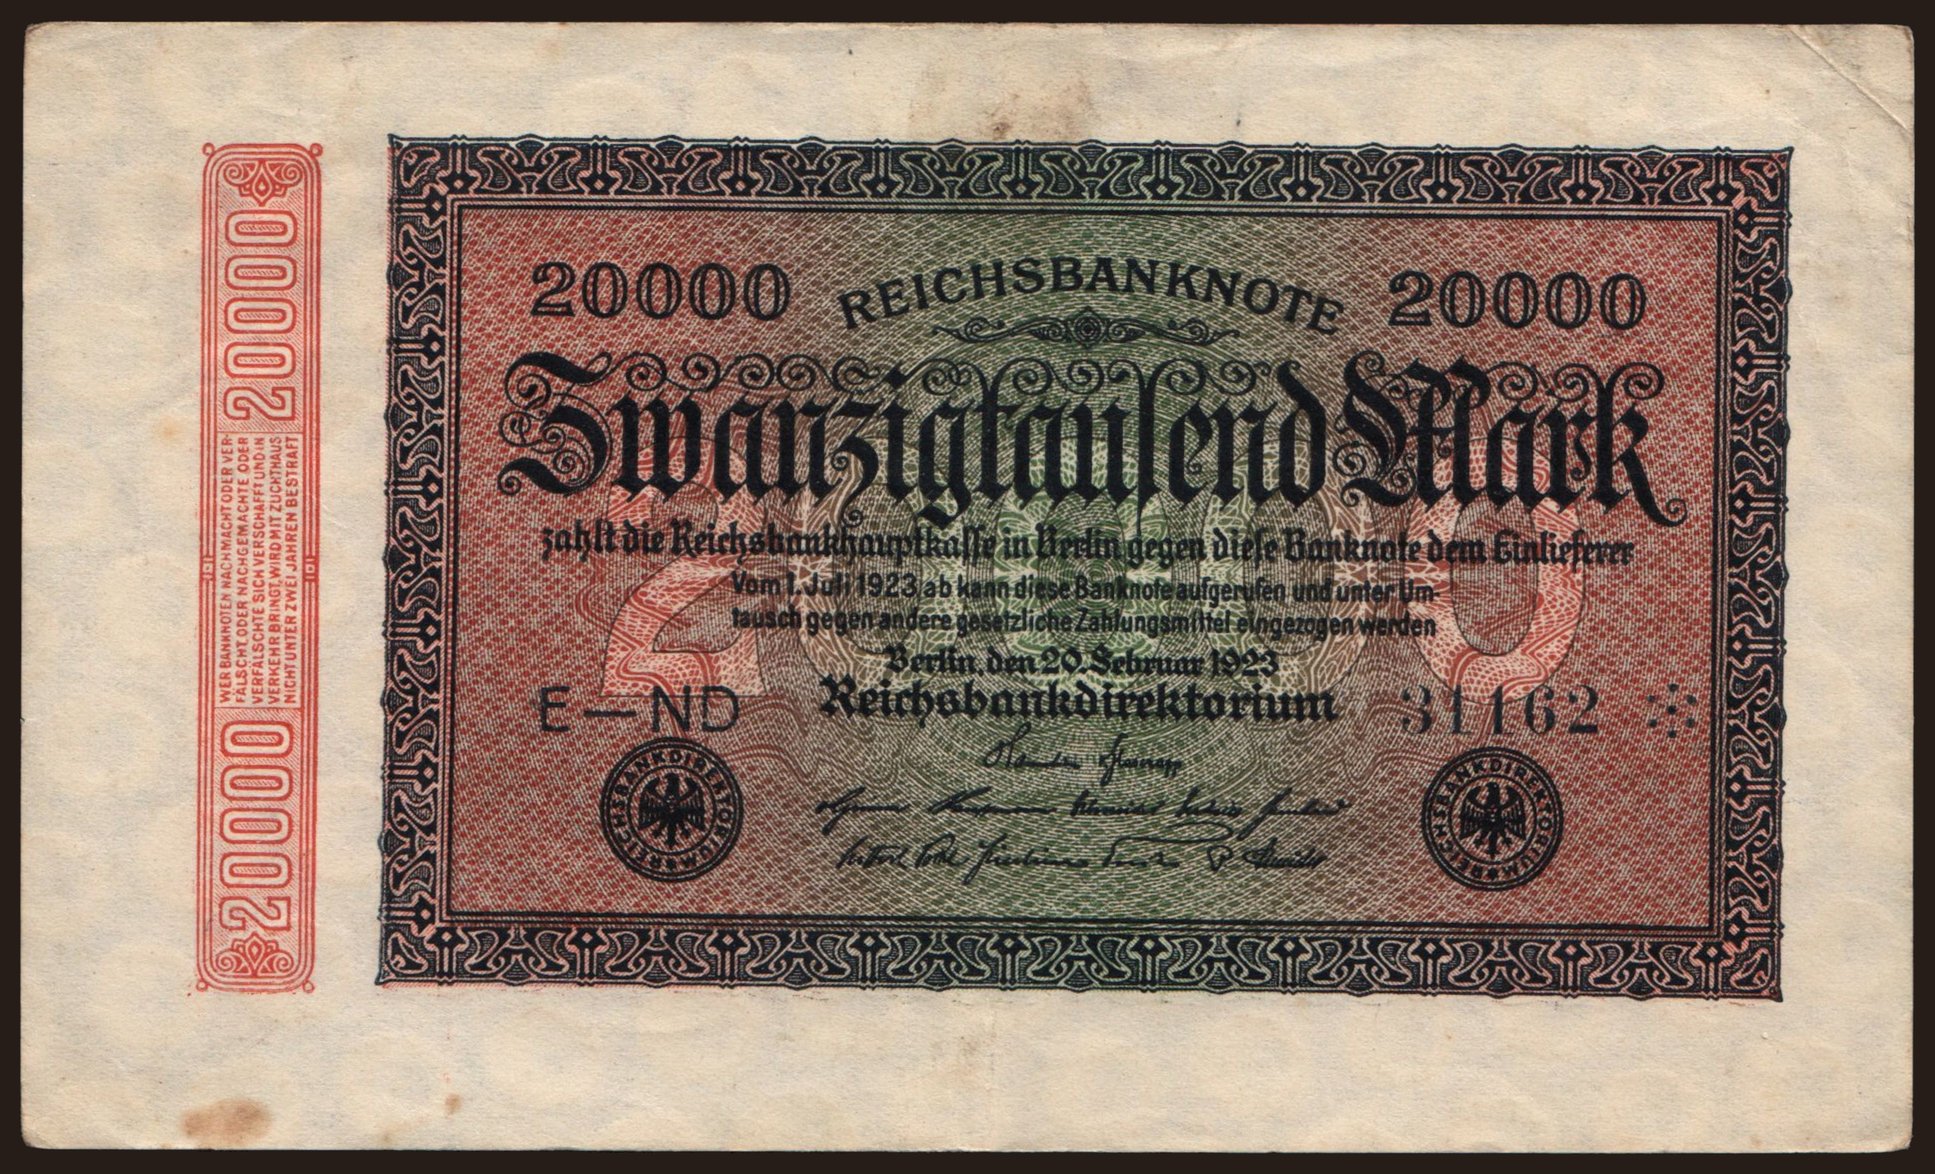 20000
WER BANKNOTEN NACHMACHT ODER VER-
FÄLSCHT ODER NACHGEMACHTE ODER
VERFÄLSCHTE SICH VERSCHAFFT UND IN
VERKEHR BRINGT, WIRD MIT ZUCHTHAUS
NICHT UNTER ZWEI JAHREN BESTRAFT
20000
20000 REICHSBANKNOTE 20000
Zwanzigtausend Mark
zahlt die Reichsbankhauptkasse in Berlin gegen diese Banknote dem Einlieferer
Vom 1. Juli 1923 ab kann diese Banknote aufgerufen und unter Um-
tausch gegen andere gesetzliche Zahlungsmittel eingezogen werden
20000
Berlin, den 20. Februar 1923
Reichsbankdirektorium
E—ND 31162
REICHSBANKDIREKTORIUM
REICHSBANKDIREKTORIUM